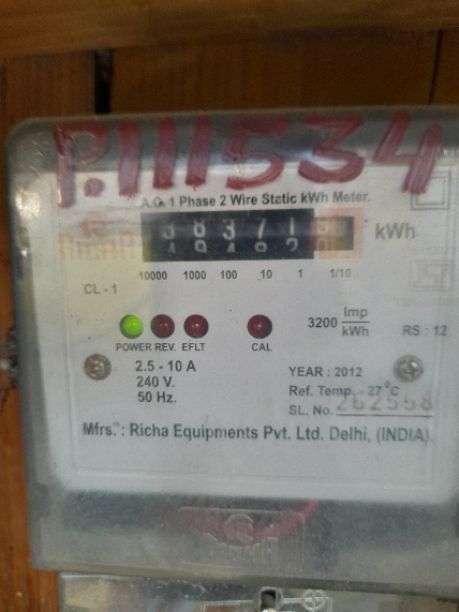 P.111534
A.C. 1 Phase 2 Wire Static kWh Meter.
RICHA
kWh
10000 1000 100 10 1 1/10
CL - 1
3200 Imp/kWh
RS : 12
POWER REV. EFLT CAL
2.5 - 10 A
240 V.
50 Hz.
YEAR : 2012
Ref. Temp. - 27°C
SL. No. 262558
Mfrs. : Richa Equipments Pvt. Ltd. Delhi, (INDIA).